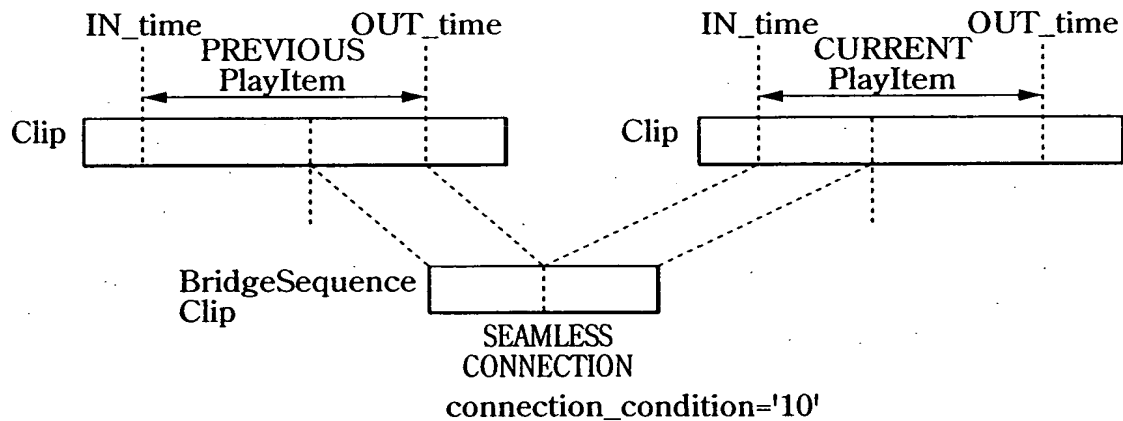 IN_time OUT_time IN_time OUT_time
PREVIOUS CURRENT
PlayItem PlayItem
Clip Clip
BridgeSequence
Clip
SEAMLESS
CONNECTION
connection_condition='10'